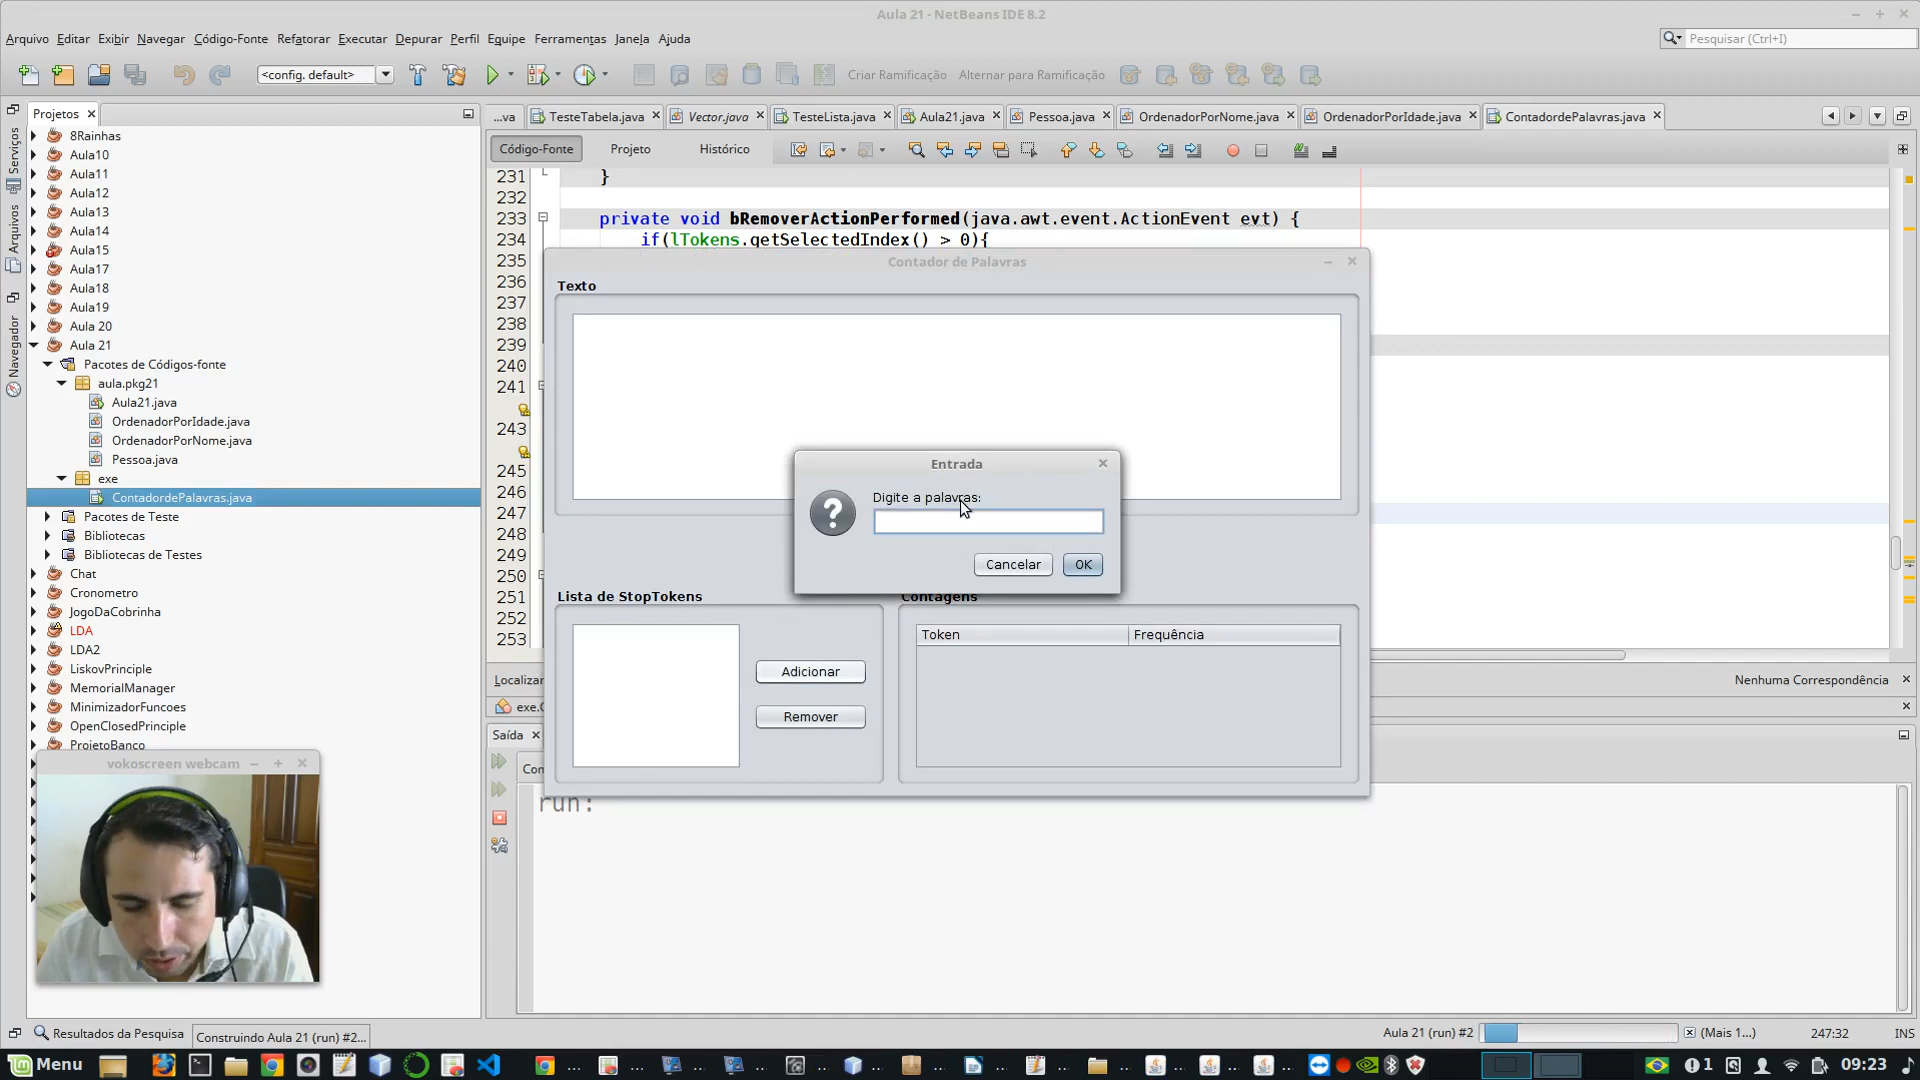 Aula 21 - NetBeans IDE 8.2
Arquivo Editar Exibir Navegar Código-Fonte Refatorar Executar Depurar Perfil Equipe Ferramentas Janela Ajuda
Pesquisar (Ctrl+I)
<config. default>
Criar Ramificação Alternar para Ramificação
Projetos
...va TesteTabela.java Vector.java TesteLista.java Aula21.java Pessoa.java OrdenadorPorNome.java OrdenadorPorIdade.java ContadordePalavras.java
Código-Fonte Projeto Histórico
Serviços
Arquivos
Navegador
8Rainhas
Aula10
Aula11
Aula12
Aula13
Aula14
Aula15
Aula17
Aula18
Aula19
Aula 20
Aula 21
Pacotes de Códigos-fonte
aula.pkg21
Aula21.java
OrdenadorPorIdade.java
OrdenadorPorNome.java
Pessoa.java
exe
ContadordePalavras.java
Pacotes de Teste
Bibliotecas
Bibliotecas de Testes
Chat
Cronometro
JogoDaCobrinha
LDA
LDA2
LiskovPrinciple
MemorialManager
MinimizadorFuncoes
OpenClosedPrinciple
ProjetoBanco
231 }
232
233 private void bRemoverActionPerformed(java.awt.event.ActionEvent evt) {
234 if(lTokens.getSelectedIndex() > 0){
235
236
237
238
239
240
241
243
245
246
247
248
249
250
251
252
253
Contador de Palavras
Texto
Entrada
Digite a palavras:
Cancelar OK
Lista de StopTokens
Contagens
Token Frequência
Adicionar
Remover
Localizar
Nenhuma Correspondência
Saída
run:
vokoscreen webcam
Resultados da Pesquisa Construindo Aula 21 (run) #2...
Aula 21 (run) #2 (Mais 1...) 247:32 INS
Menu
1
09:23